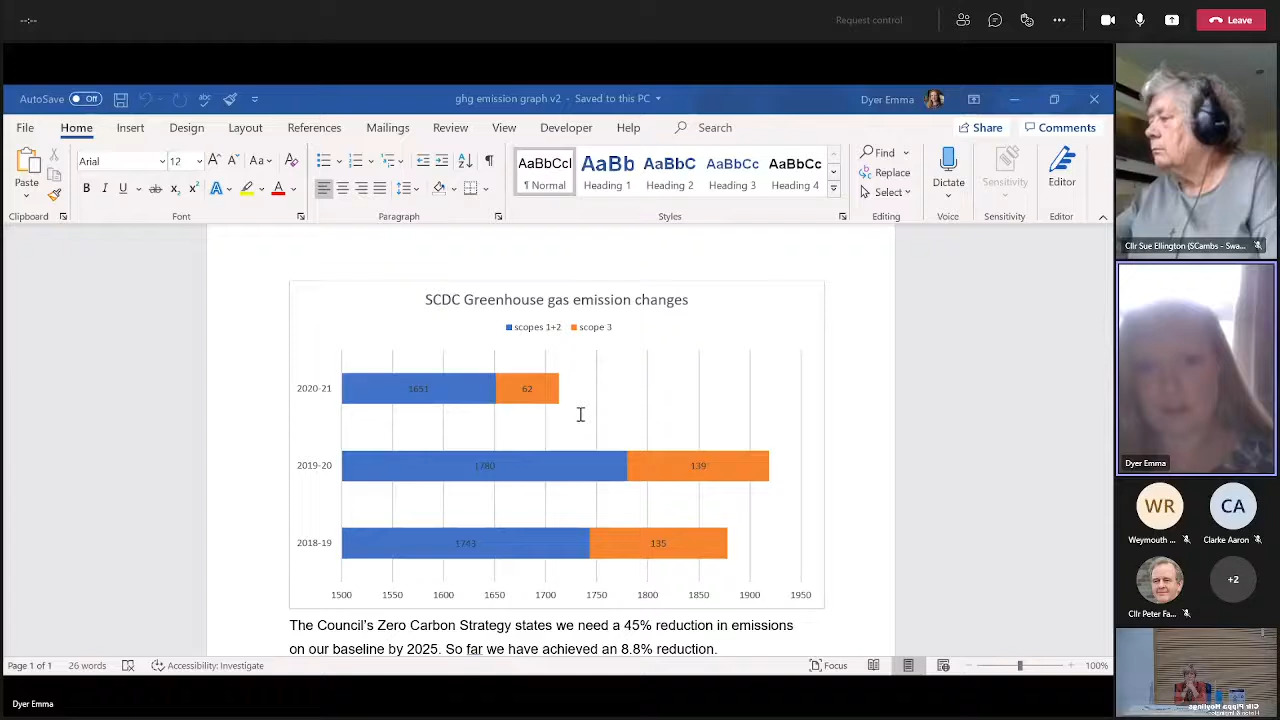 --:--
Request control
Leave
AutoSave Off
ghg emission graph v2 - Saved to this PC
Dyer Emma
File Home Insert Design Layout References Mailings Review View Developer Help Search
Share Comments
Paste
Arial 12
Clipboard
Font
Paragraph
AaBbCcI AaBb AaBbC AaBbCc AaBbCc
¶ Normal Heading 1 Heading 2 Heading 3 Heading 4
Styles
Find
Replace
Select
Editing
Dictate
Voice
Sensitivity
Sensitivity
Editor
Editor
SCDC Greenhouse gas emission changes
scopes 1+2 scope 3
2020-21 1651 62
2019-20 1780 139
2018-19 1743 135
1500 1550 1600 1650 1700 1750 1800 1850 1900 1950
The Council's Zero Carbon Strategy states we need a 45% reduction in emissions
on our baseline by 2025. So far we have achieved an 8.8% reduction.
Page 1 of 1 26 words Accessibility: Investigate Focus 100%
Dyer Emma
Cllr Sue Ellington (SCambs - Swa...
Dyer Emma
WR CA
Weymouth ... Clarke Aaron
+2
Cllr Peter Fa...